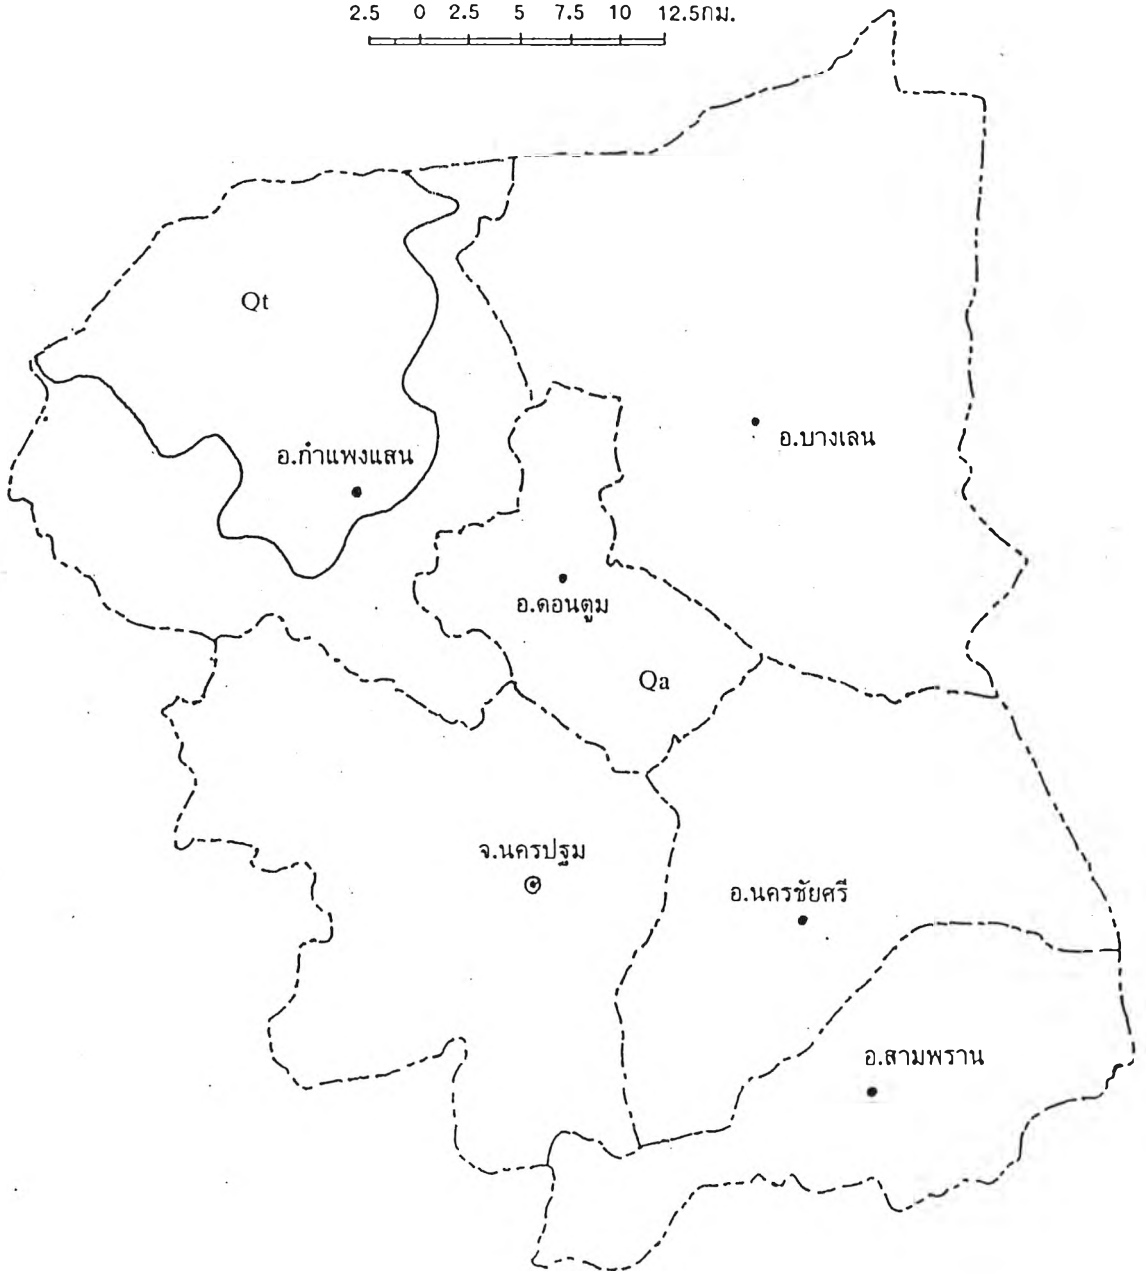 2.5 0 2.5 5 7.5 10 12.5กม.
Qt
อ.บางเลน
อ.กำแพงแสน
อ.ดอนตูม
Qa
จ.นครปฐม
อ.นครชัยศรี
อ.สามพราน